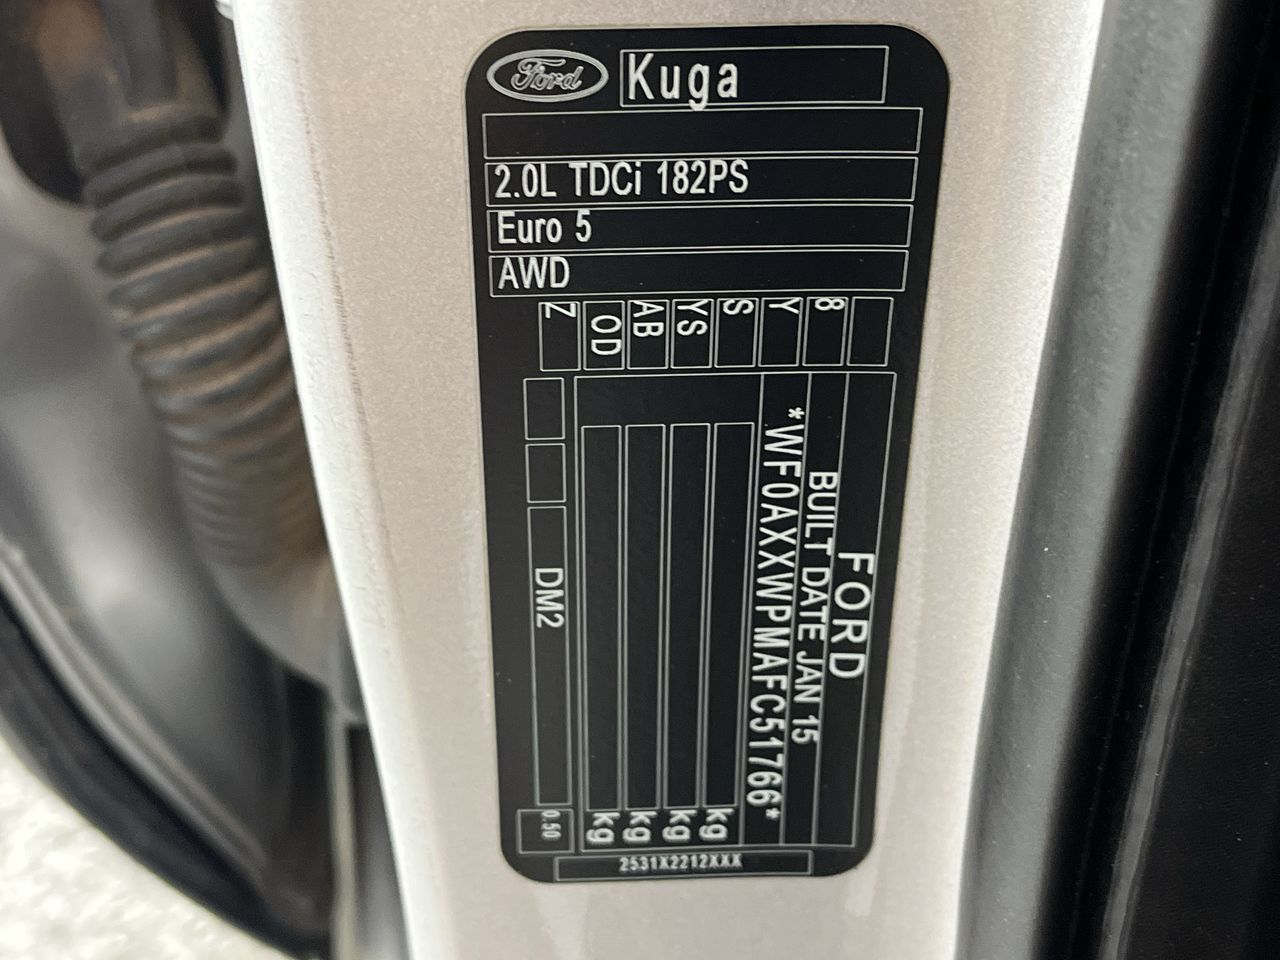 Ford
Kuga
2.0L TDCi 182PS
Euro 5
AWD
Z OD AB YS S Y 8
FORD
BUILT DATE JAN 15
*WF0AXXWPMAFC51766*
kg
kg
kg
kg
DM2
0.50
2531X2212XXX